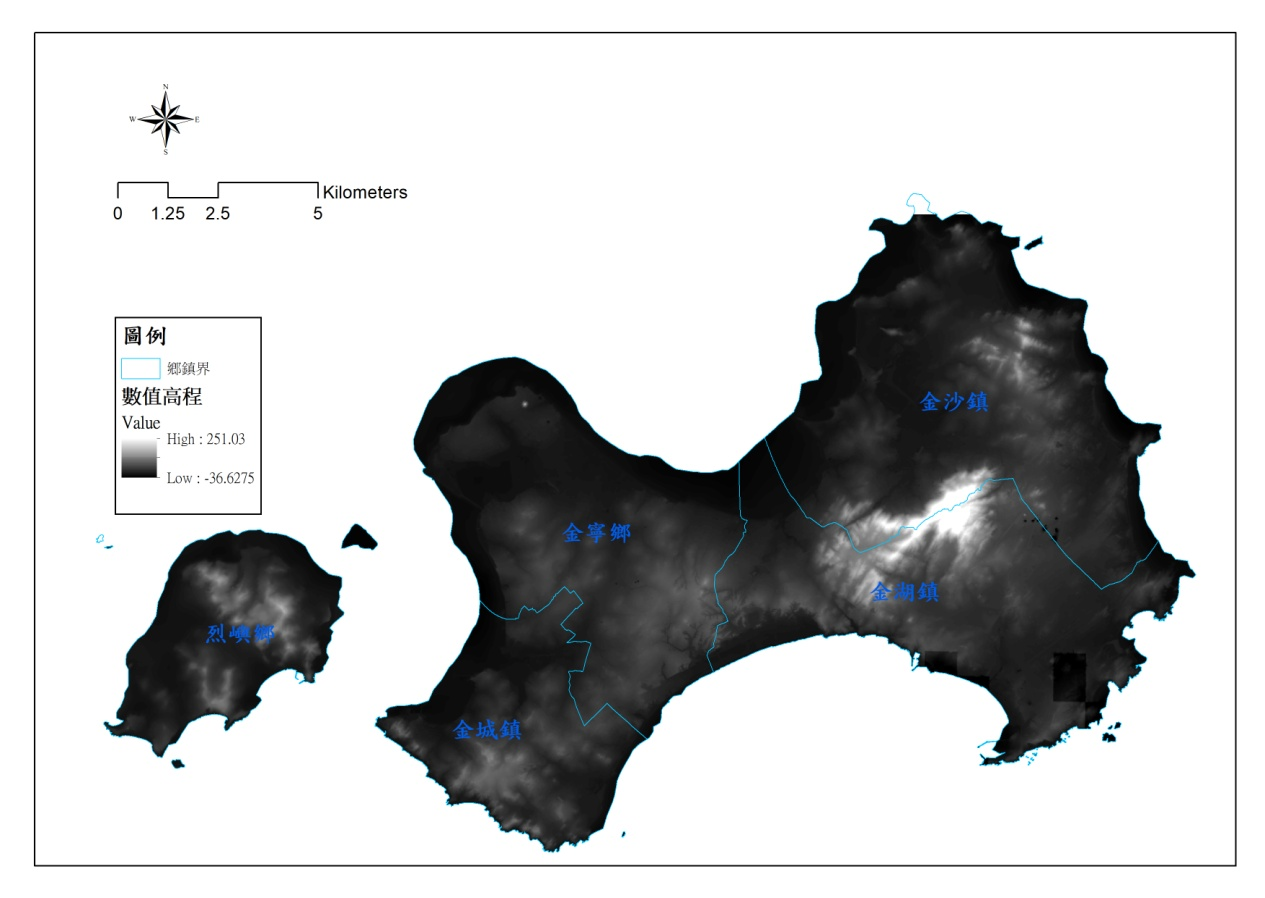 N
W E
S
Kilometers
0 1.25 2.5 5
圖例
鄉鎮界
數值高程
Value
High : 251.03
Low : -36.6275
金沙鎮
金寧鄉
金湖鎮
烈嶼鄉
金城鎮